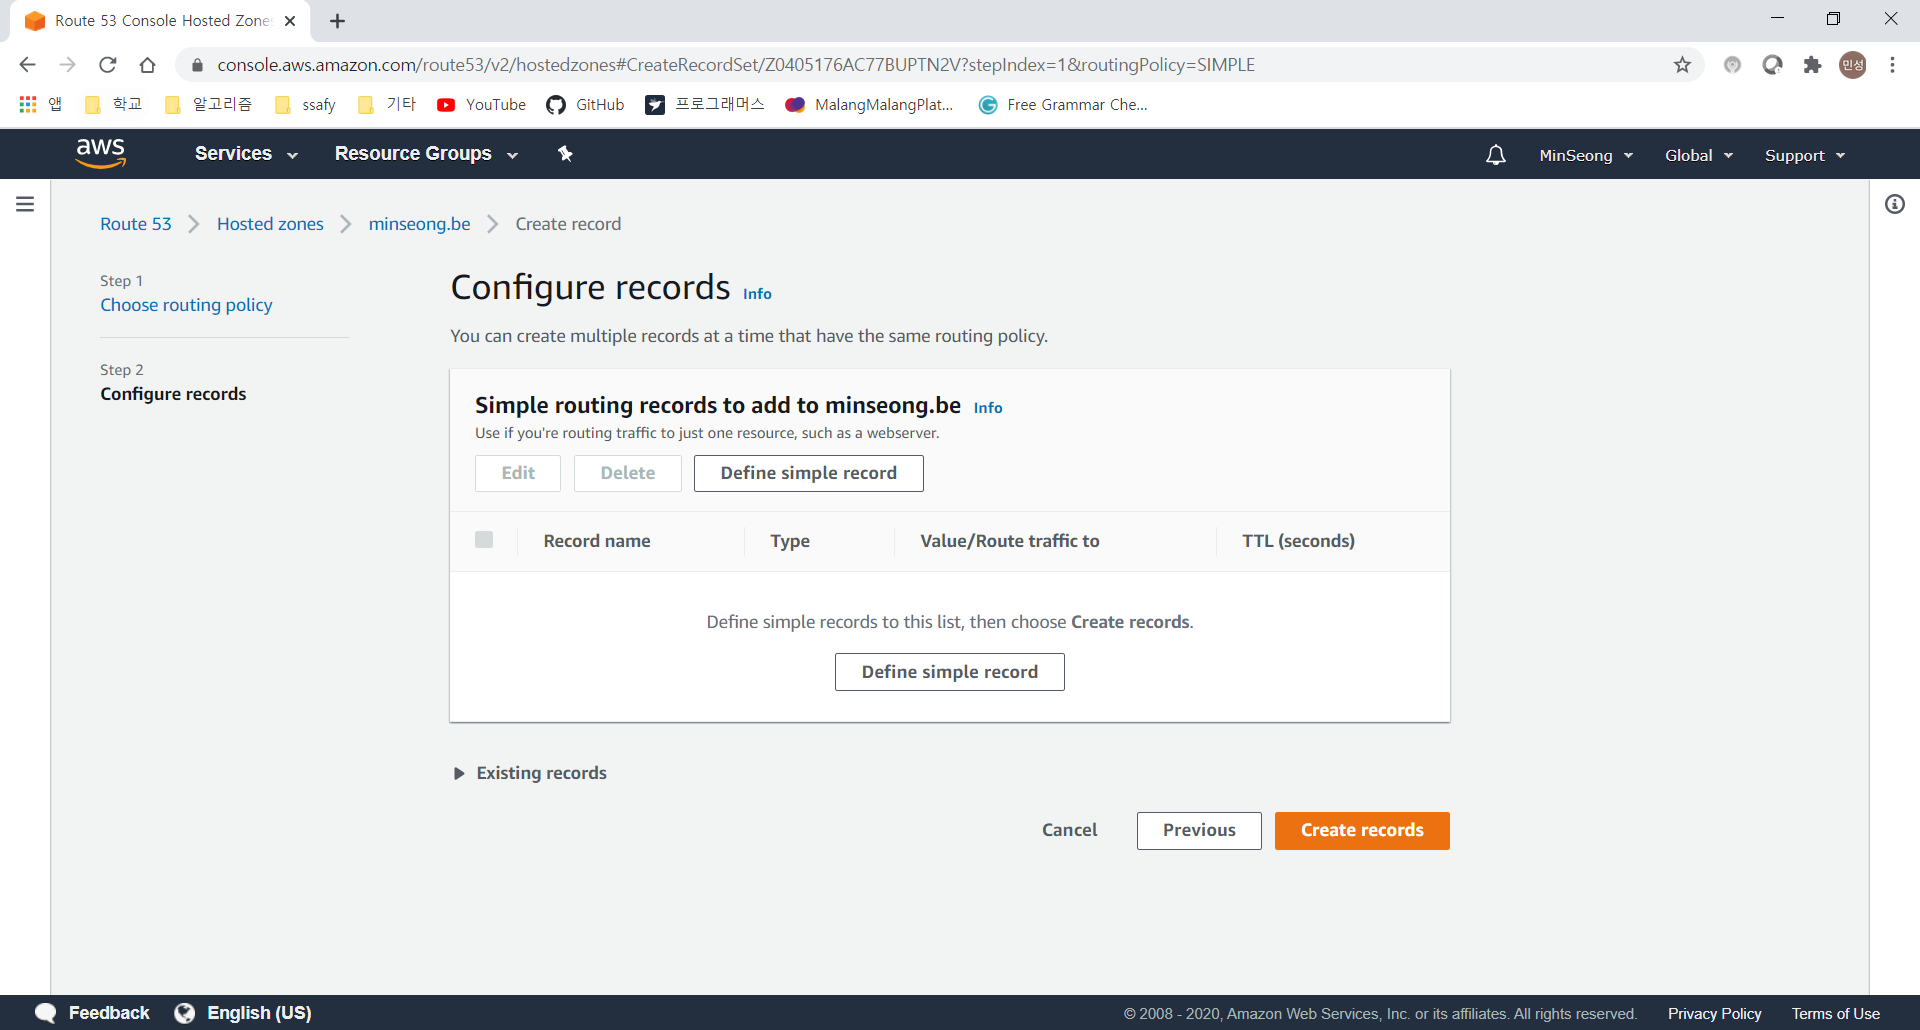 Route 53 Console Hosted Zone
console.aws.amazon.com/route53/v2/hostedzones#CreateRecordSet/Z0405176AC77BUPTN2V?stepIndex=1&routingPolicy=SIMPLE
민성
앱 학교 알고리즘 ssafy 기타 YouTube GitHub 프로그래머스 MalangMalangPlat... Free Grammar Che...
aws Services Resource Groups MinSeong Global Support
Route 53 Hosted zones minseong.be Create record
Step 1
Choose routing policy
Step 2
Configure records
Configure records Info
You can create multiple records at a time that have the same routing policy.
Simple routing records to add to minseong.be Info
Use if you're routing traffic to just one resource, such as a webserver.
Edit Delete Define simple record
Record name Type Value/Route traffic to TTL (seconds)
Define simple records to this list, then choose Create records.
Define simple record
Existing records
Cancel Previous Create records
Feedback English (US) © 2008 - 2020, Amazon Web Services, Inc. or its affiliates. All rights reserved. Privacy Policy Terms of Use